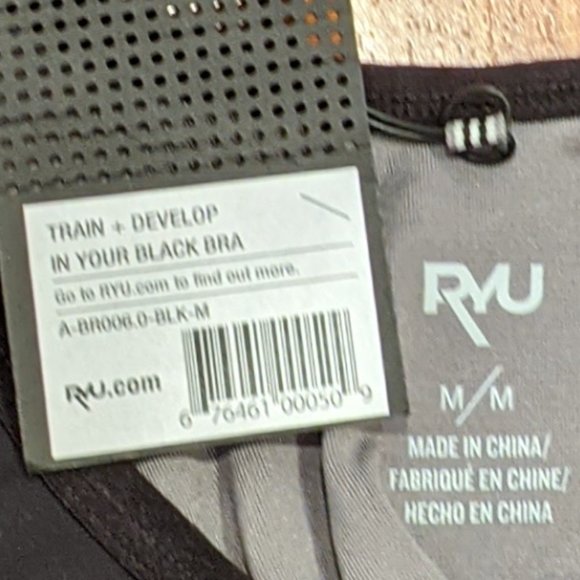 TRAIN + DEVELOP
IN YOUR BLACK BRA
Go to RYU.com to find out more.
A-BR006.0-BLK-M
RYU.com
6 76461 00050 9
RYU
M/M
MADE IN CHINA/
FABRIQUÉ EN CHINE/
HECHO EN CHINA